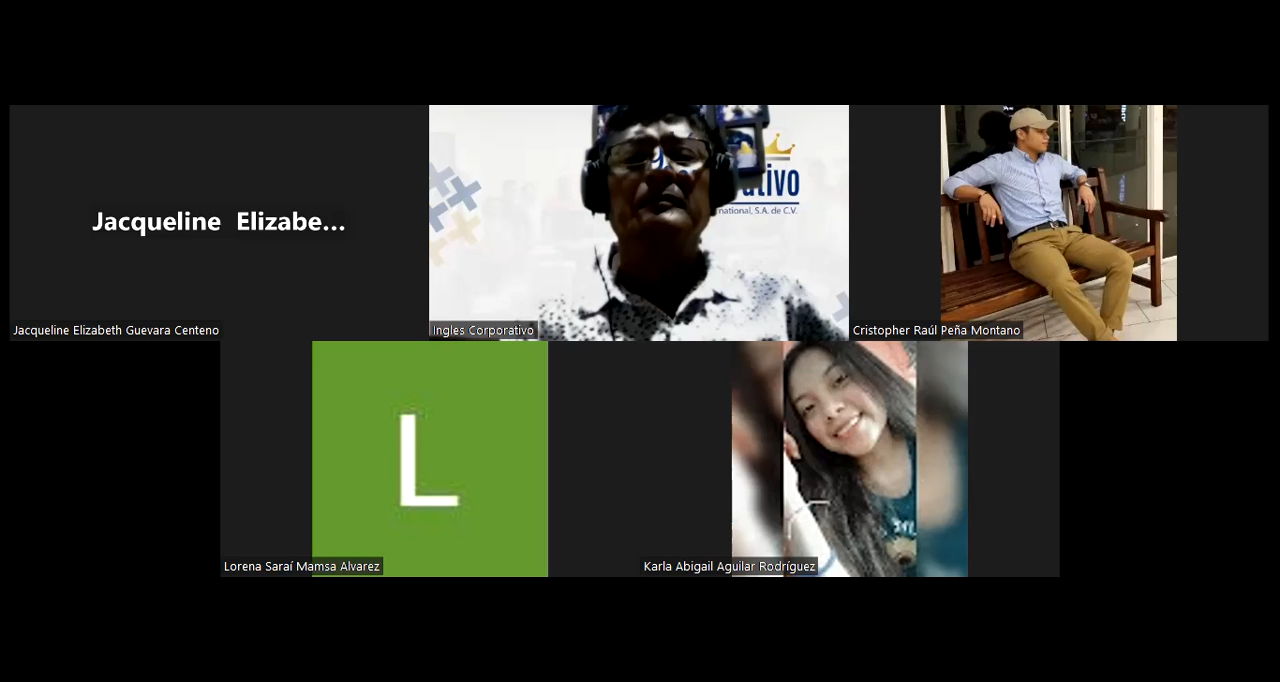 Jacqueline Elizabe...
ativo
national, S.A. de C.V.
Jacqueline Elizabeth Guevara Centeno
Ingles Corporativo
Cristopher Raúl Peña Montano
L
Lorena Saraí Mamsa Alvarez
Karla Abigail Aguilar Rodríguez